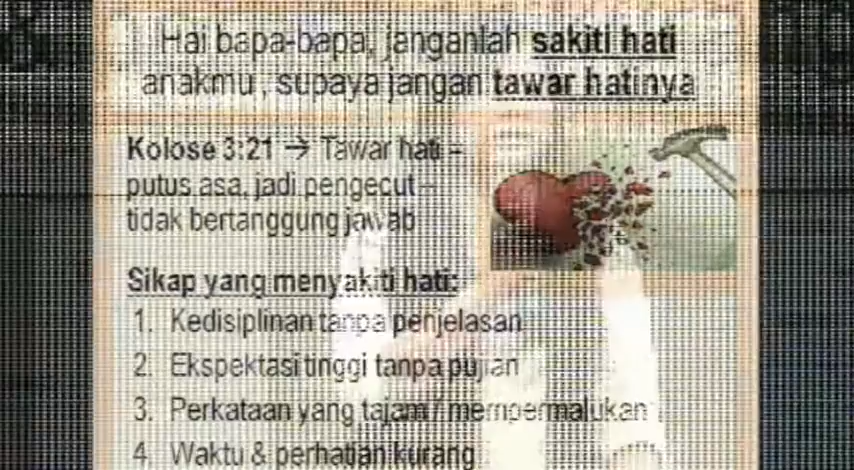 Hai bapa-bapa, janganlah sakiti hati
anakmu , supaya jangan tawar hatinya
Kolose 3:21 → Tawar hati –
putus asa, jadi pengecut –
tidak bertanggung jawab
Sikap yang menyakiti hati:
1. Kedisiplinan tanpa penjelasan
2. Ekspektasi tinggi tanpa pujian
3. Perkataan yang tajam / mempermalukan
4. Waktu & perhatian kurang